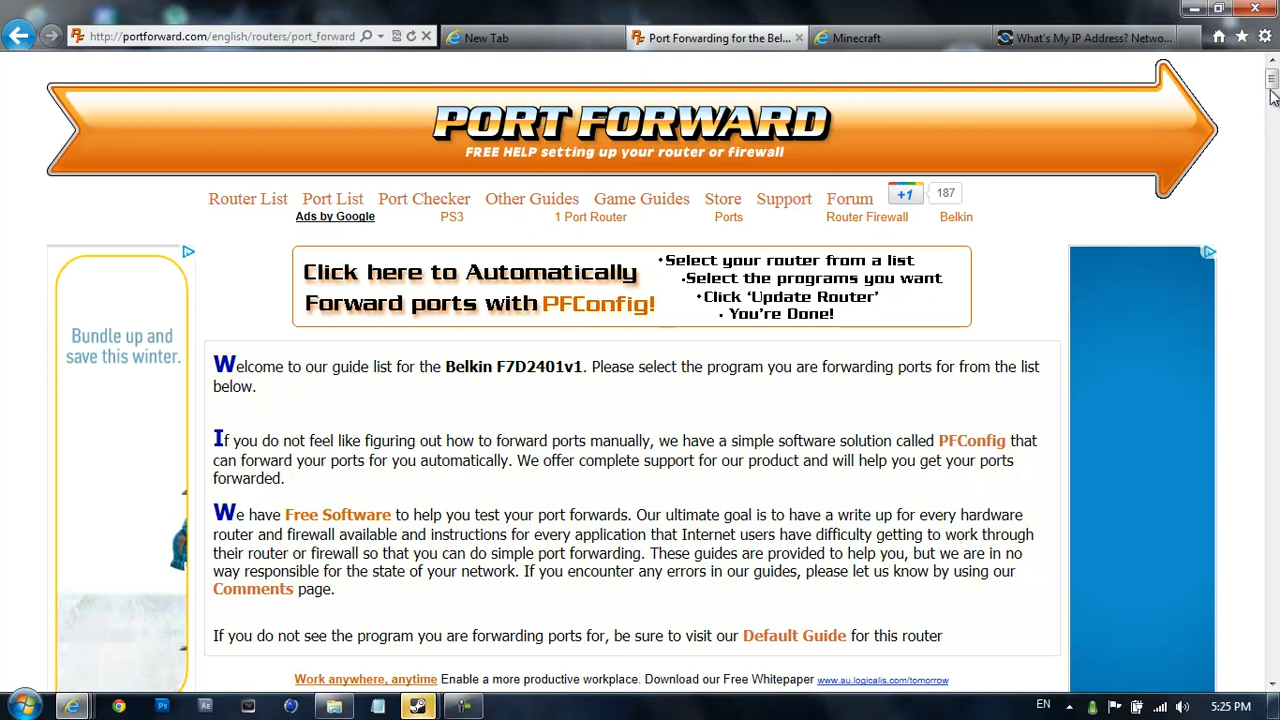 http://portforward.com/english/routers/port_forward
New Tab
Port Forwarding for the Bel...
Minecraft
What's My IP Address? Netwo...
PORT FORWARD
FREE HELP setting up your router or firewall
Router List Port List Port Checker Other Guides Game Guides Store Support Forum +1 187
Ads by Google PS3 1 Port Router Ports Router Firewall Belkin
Click here to Automatically
Forward ports with PFConfig!
•Select your router from a list
•Select the programs you want
•Click 'Update Router'
• You're Done!
Bundle up and
save this winter.
Welcome to our guide list for the Belkin F7D2401v1. Please select the program you are forwarding ports for from the list
below.
If you do not feel like figuring out how to forward ports manually, we have a simple software solution called PFConfig that
can forward your ports for you automatically. We offer complete support for our product and will help you get your ports
forwarded.
We have Free Software to help you test your port forwards. Our ultimate goal is to have a write up for every hardware
router and firewall available and instructions for every application that Internet users have difficulty getting to work through
their router or firewall so that you can do simple port forwarding. These guides are provided to help you, but we are in no
way responsible for the state of your network. If you encounter any errors in our guides, please let us know by using our
Comments page.
If you do not see the program you are forwarding ports for, be sure to visit our Default Guide for this router
Work anywhere, anytime Enable a more productive workplace. Download our Free Whitepaper www.au.logicalis.com/tomorrow
Ps
Ae
EN
5:25 PM